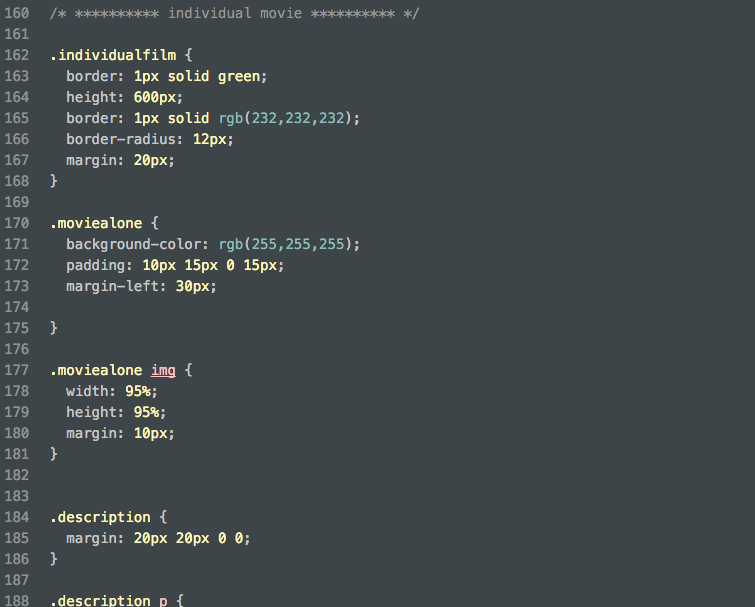 160 /* ********** individual movie ********** */
161
162 .individualfilm {
163   border: 1px solid green;
164   height: 600px;
165   border: 1px solid rgb(232,232,232);
166   border-radius: 12px;
167   margin: 20px;
168 }
169
170 .moviealone {
171   background-color: rgb(255,255,255);
172   padding: 10px 15px 0 15px;
173   margin-left: 30px;
174
175 }
176
177 .moviealone img {
178   width: 95%;
179   height: 95%;
180   margin: 10px;
181 }
182
183
184 .description {
185   margin: 20px 20px 0 0;
186 }
187
188 .description p {